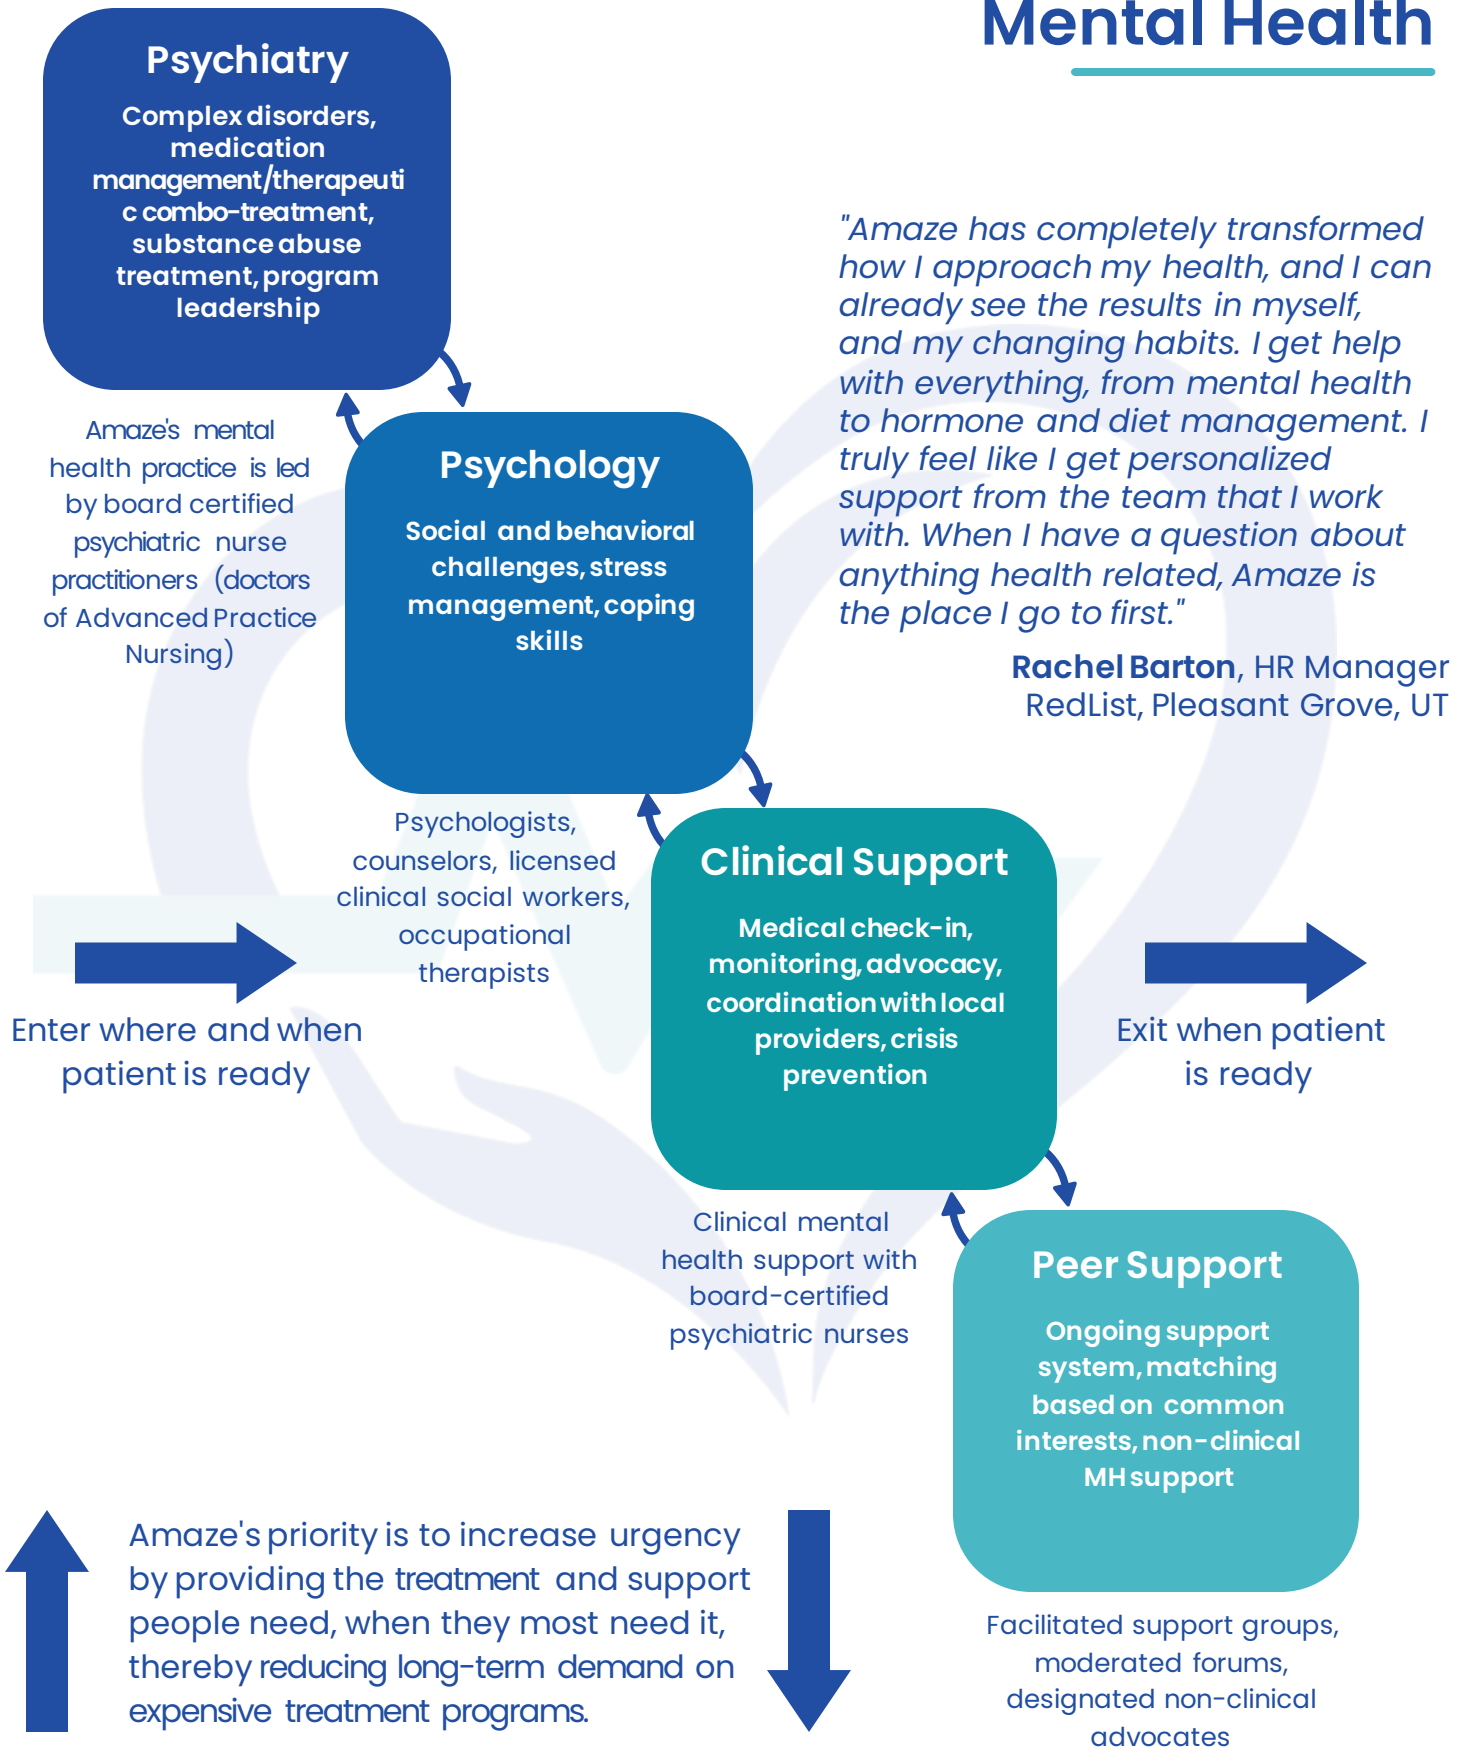 Mental Health
Psychiatry
Complex disorders,
medication
management/therapeuti
c combo-treatment,
substance abuse
treatment, program
leadership
Amaze's mental
health practice is led
by board certified
psychiatric nurse
practitioners (doctors
of Advanced Practice
Nursing)
"Amaze has completely transformed
how I approach my health, and I can
already see the results in myself,
and my changing habits. I get help
with everything, from mental health
to hormone and diet management. I
truly feel like I get personalized
support from the team that I work
with. When I have a question about
anything health related, Amaze is
the place I go to first."
Rachel Barton, HR Manager
RedList, Pleasant Grove, UT
Psychology
Social and behavioral
challenges, stress
management, coping
skills
Psychologists,
counselors, licensed
clinical social workers,
occupational
therapists
Enter where and when
patient is ready
Clinical Support
Medical check-in,
monitoring, advocacy,
coordination with local
providers, crisis
prevention
Exit when patient
is ready
Clinical mental
health support with
board-certified
psychiatric nurses
Peer Support
Ongoing support
system, matching
based on common
interests, non-clinical
MH support
Facilitated support groups,
moderated forums,
designated non-clinical
advocates
Amaze's priority is to increase urgency
by providing the treatment and support
people need, when they most need it,
thereby reducing long-term demand on
expensive treatment programs.